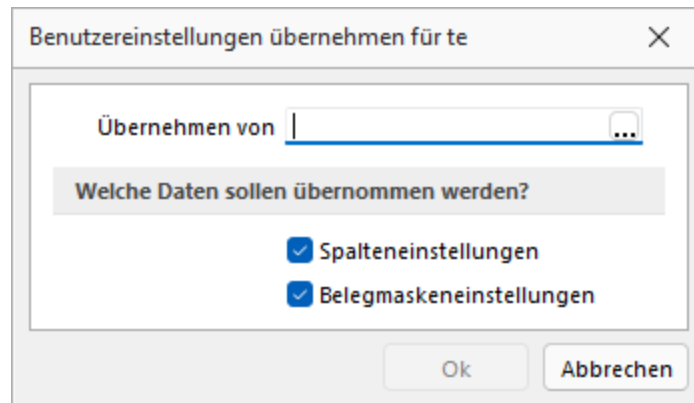 Benutzereinstellungen übernehmen für te
Übernehmen von ...
Welche Daten sollen übernommen werden?
Spalteneinstellungen
Belegmaskeneinstellungen
Ok Abbrechen